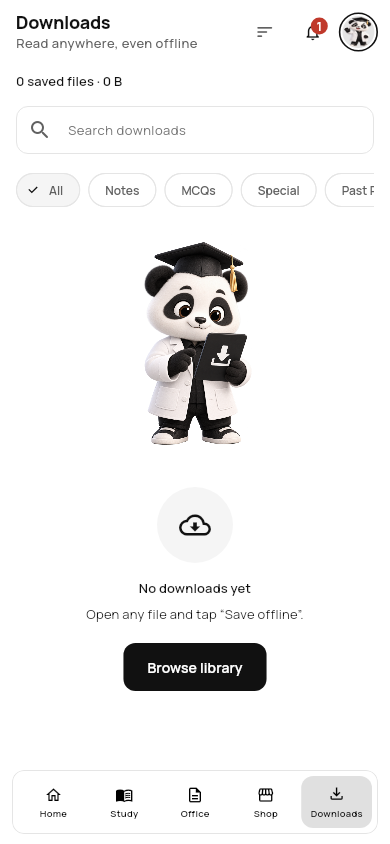 Downloads
Read anywhere, even offline
1
0 saved files · 0 B
Search downloads
All
Notes
MCQs
Special
Past P
No downloads yet
Open any file and tap “Save offline”.
Browse library
Home
Study
Office
Shop
Downloads